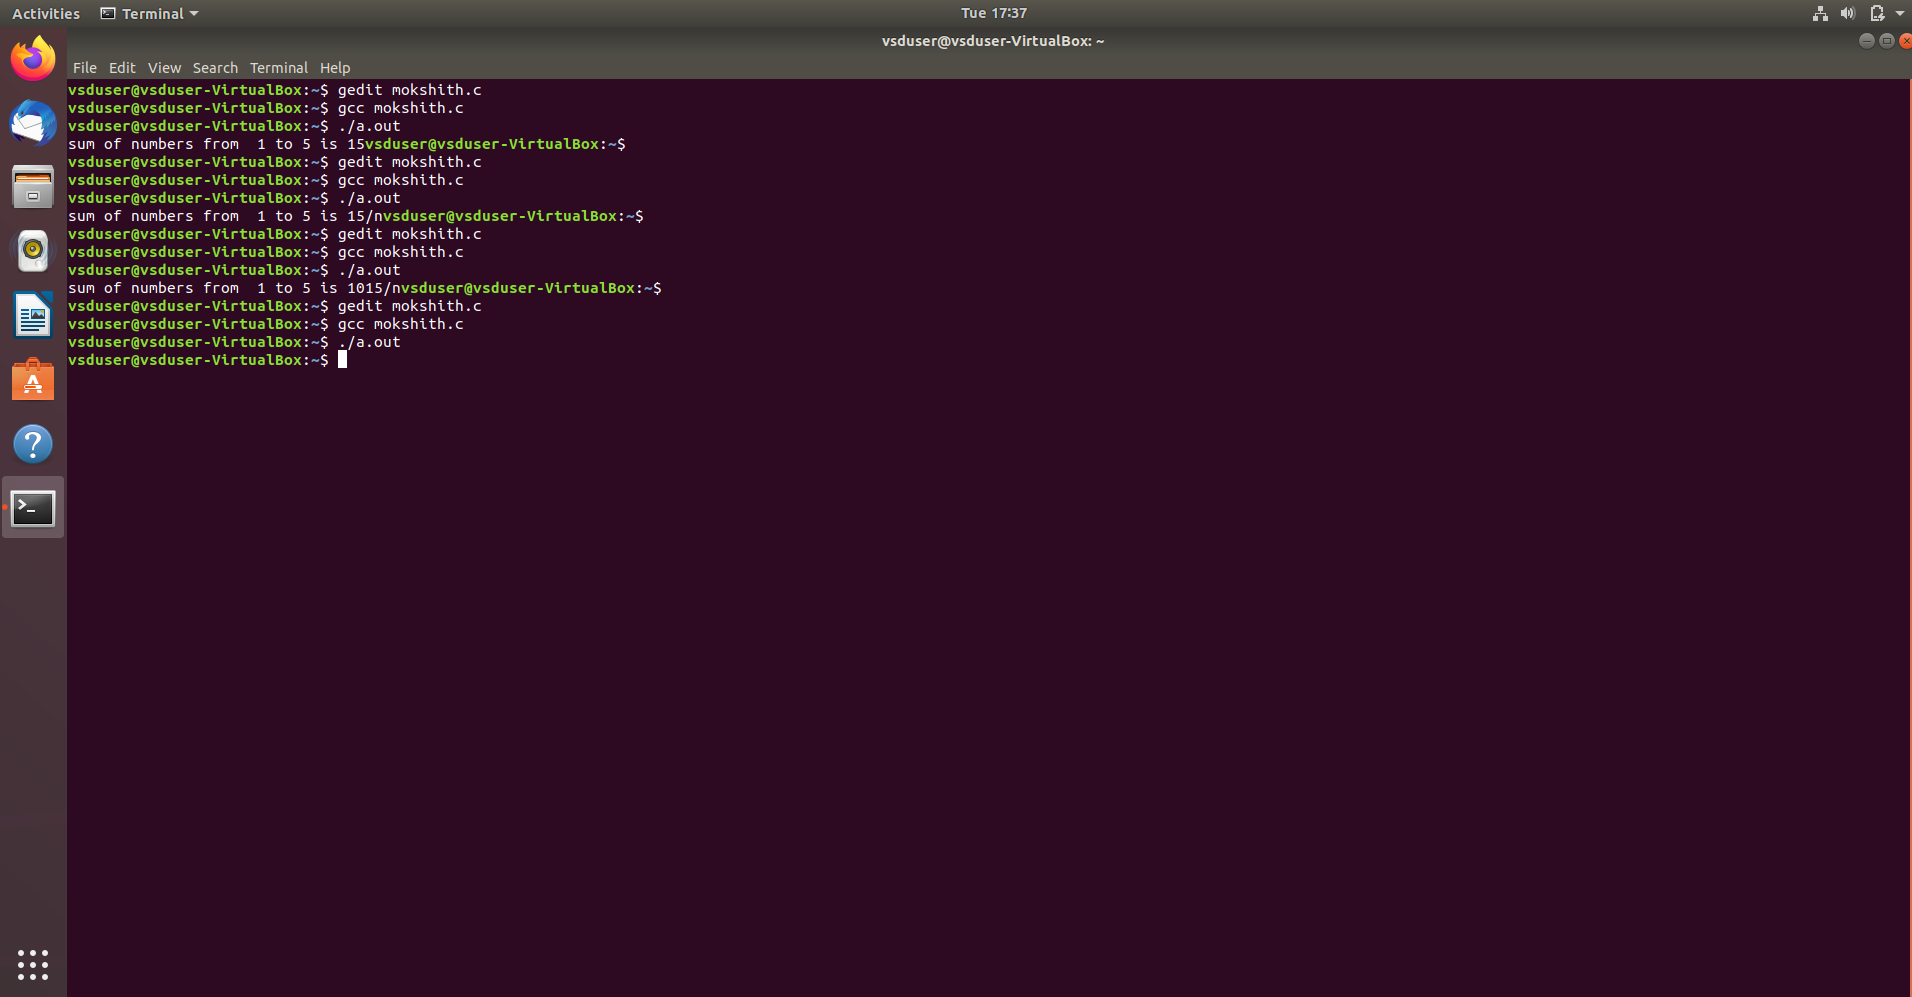 Activities Terminal Tue 17:37
vsduser@vsduser-VirtualBox: ~
File Edit View Search Terminal Help
vsduser@vsduser-VirtualBox:~$ gedit mokshith.c
vsduser@vsduser-VirtualBox:~$ gcc mokshith.c
vsduser@vsduser-VirtualBox:~$ ./a.out
sum of numbers from  1 to 5 is 15vsduser@vsduser-VirtualBox:~$
vsduser@vsduser-VirtualBox:~$ gedit mokshith.c
vsduser@vsduser-VirtualBox:~$ gcc mokshith.c
vsduser@vsduser-VirtualBox:~$ ./a.out
sum of numbers from  1 to 5 is 15/nvsduser@vsduser-VirtualBox:~$
vsduser@vsduser-VirtualBox:~$ gedit mokshith.c
vsduser@vsduser-VirtualBox:~$ gcc mokshith.c
vsduser@vsduser-VirtualBox:~$ ./a.out
sum of numbers from  1 to 5 is 1015/nvsduser@vsduser-VirtualBox:~$
vsduser@vsduser-VirtualBox:~$ gedit mokshith.c
vsduser@vsduser-VirtualBox:~$ gcc mokshith.c
vsduser@vsduser-VirtualBox:~$ ./a.out
vsduser@vsduser-VirtualBox:~$